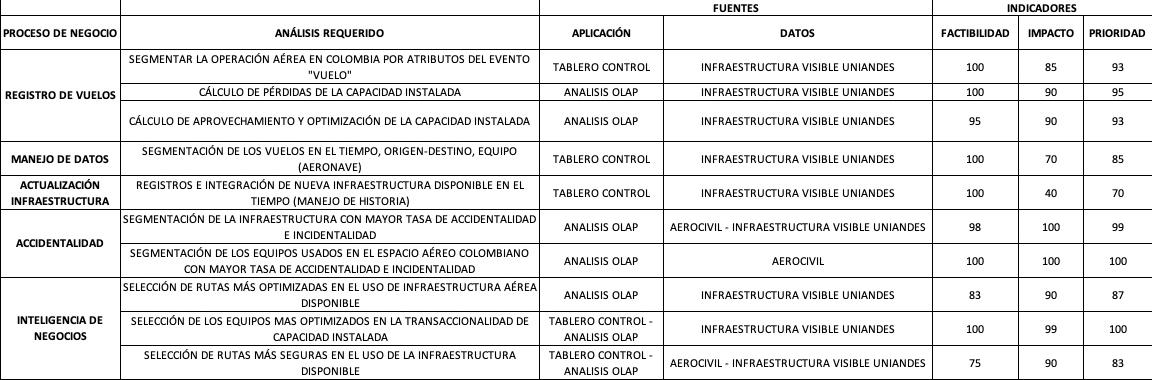 FUENTES INDICADORES
PROCESO DE NEGOCIO ANÁLISIS REQUERIDO APLICACIÓN DATOS FACTIBILIDAD IMPACTO PRIORIDAD
REGISTRO DE VUELOS
SEGMENTAR LA OPERACIÓN AÉREA EN COLOMBIA POR ATRIBUTOS DEL EVENTO
"VUELO"
TABLERO CONTROL INFRAESTRUCTURA VISIBLE UNIANDES 100 85 93
CÁLCULO DE PÉRDIDAS DE LA CAPACIDAD INSTALADA ANALISIS OLAP INFRAESTRUCTURA VISIBLE UNIANDES 100 90 95
CÁLCULO DE APROVECHAMIENTO Y OPTIMIZACIÓN DE LA CAPACIDAD INSTALADA ANALISIS OLAP INFRAESTRUCTURA VISIBLE UNIANDES 95 90 93
MANEJO DE DATOS
SEGMENTACIÓN DE LOS VUELOS EN EL TIEMPO, ORIGEN-DESTINO, EQUIPO
(AERONAVE)
TABLERO CONTROL INFRAESTRUCTURA VISIBLE UNIANDES 100 70 85
ACTUALIZACIÓN
INFRAESTRUCTURA
REGISTROS E INTEGRACIÓN DE NUEVA INFRAESTRUCTURA DISPONIBLE EN EL
TIEMPO (MANEJO DE HISTORIA)
TABLERO CONTROL INFRAESTRUCTURA VISIBLE UNIANDES 100 40 70
ACCIDENTALIDAD
SEGMENTACIÓN DE LA INFRAESTRUCTURA CON MAYOR TASA DE ACCIDENTALIDAD
E INCIDENTALIDAD
ANALISIS OLAP AEROCIVIL - INFRAESTRUCTURA VISIBLE UNIANDES 98 100 99
SEGMENTACIÓN DE LOS EQUIPOS USADOS EN EL ESPACIO AÉREO COLOMBIANO
CON MAYOR TASA DE ACCIDENTALIDAD E INCIDENTALIDAD
ANALISIS OLAP AEROCIVIL 100 100 100
INTELIGENCIA DE
NEGOCIOS
SELECCIÓN DE RUTAS MÁS OPTIMIZADAS EN EL USO DE INFRAESTRUCTURA AÉREA
DISPONIBLE
ANALISIS OLAP INFRAESTRUCTURA VISIBLE UNIANDES 83 90 87
SELECCIÓN DE LOS EQUIPOS MAS OPTIMIZADOS EN LA TRANSACCIONALIDAD DE
CAPACIDAD INSTALADA
TABLERO CONTROL -
ANALISIS OLAP
INFRAESTRUCTURA VISIBLE UNIANDES 100 99 100
SELECCIÓN DE RUTAS MÁS SEGURAS EN EL USO DE LA INFRAESTRUCTURA
DISPONIBLE
TABLERO CONTROL -
ANALISIS OLAP
AEROCIVIL - INFRAESTRUCTURA VISIBLE UNIANDES 75 90 83